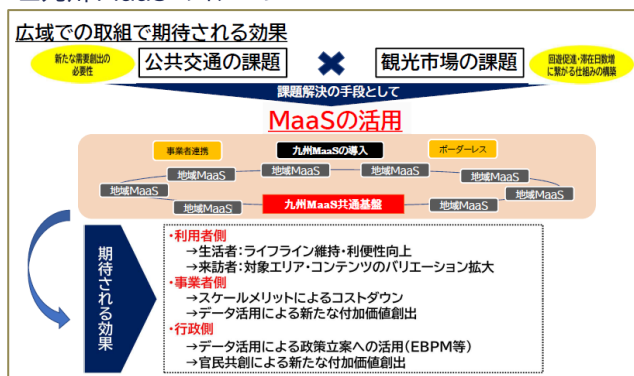 広域での取組で期待される効果
新たな需要創出の
必要性
公共交通の課題
観光市場の課題
回遊促進・滞在日数増
に繋がる仕組みの構築
課題解決の手段として
MaaSの活用
事業者連携
九州MaaSの導入
ボーダーレス
地域MaaS
地域MaaS
地域MaaS
地域MaaS
地域MaaS
地域MaaS
地域MaaS
地域MaaS
九州MaaS共通基盤
地域MaaS
期待される効果
・利用者側
→生活者：ライフライン維持・利便性向上
→来訪者：対象エリア・コンテンツのバリエーション拡大
・事業者側
→スケールメリットによるコストダウン
→データ活用による新たな付加価値創出
・行政側
→データ活用による政策立案への活用(EBPM等)
→官民共創による新たな付加価値創出